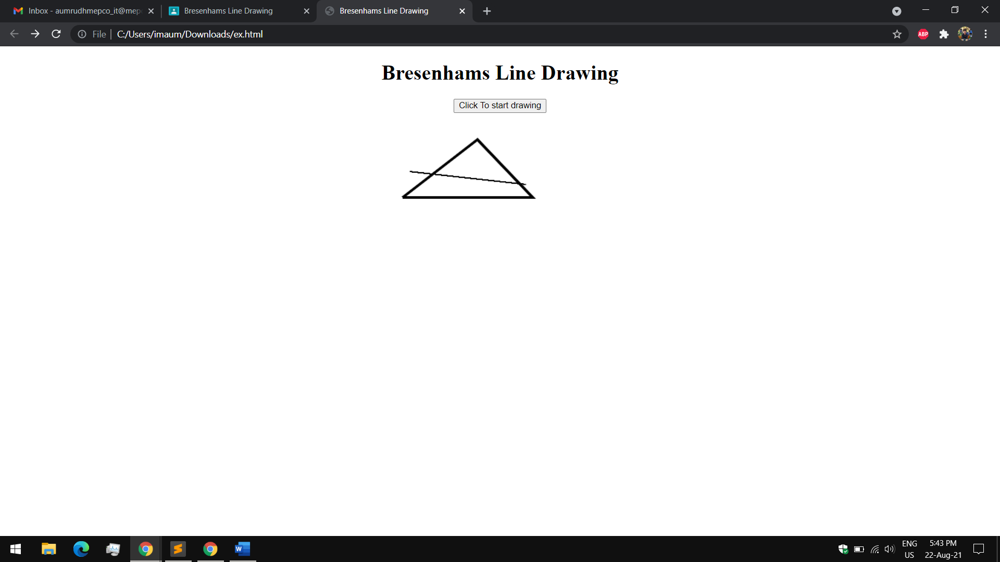 Inbox - aumrudhmepco_it@mep
Bresenhams Line Drawing
Bresenhams Line Drawing
File
C:/Users/imaum/Downloads/ex.html
ABP
Bresenhams Line Drawing
Click To start drawing
W
ENG
US
5:43 PM
22-Aug-21